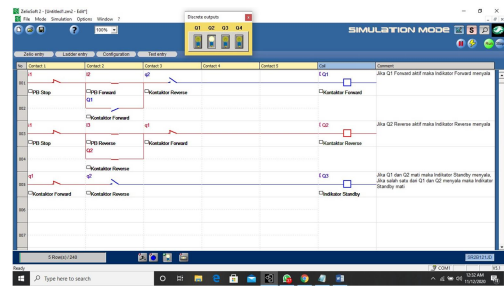 ZelioSoft 2 - [Untitled1.zm2 - Edit*]
File Mode Simulation Options Window ?
100%
SIMULATION MODE
Discrete outputs
Q1 Q2 Q3 Q4
Zelio entry Ladder entry Configuration Text entry
No Contact 1 Contact 2 Contact 3 Contact 4 Contact 5 Coil Comment
001 I1 I2 q2 [ Q1 Jika Q1 Forward aktif maka Indikator Forward menyala
PB Stop PB Forward Kontaktor Reverse Kontaktor Forward
Q1
002
Kontaktor Forward
003 I1 I3 q1 [ Q2 Jika Q2 Reverse aktif maka Indikator Reverse menyala
PB Stop PB Reverse Kontaktor Forward Kontaktor Reverse
Q2
004
Kontaktor Reverse
005 q1 q2 [ Q3 Jika Q1 dan Q2 mati maka Indikator Standby menyala,
Jika salah satu dari Q1 dan Q2 menyala maka Indikator
Standby mati
Kontaktor Forward Kontaktor Reverse Indikator Standby
006
007
5 Row(s) / 240
SR2B121JD
Ready
COM1
V5.1
Type here to search
12:52 AM
11/12/2020